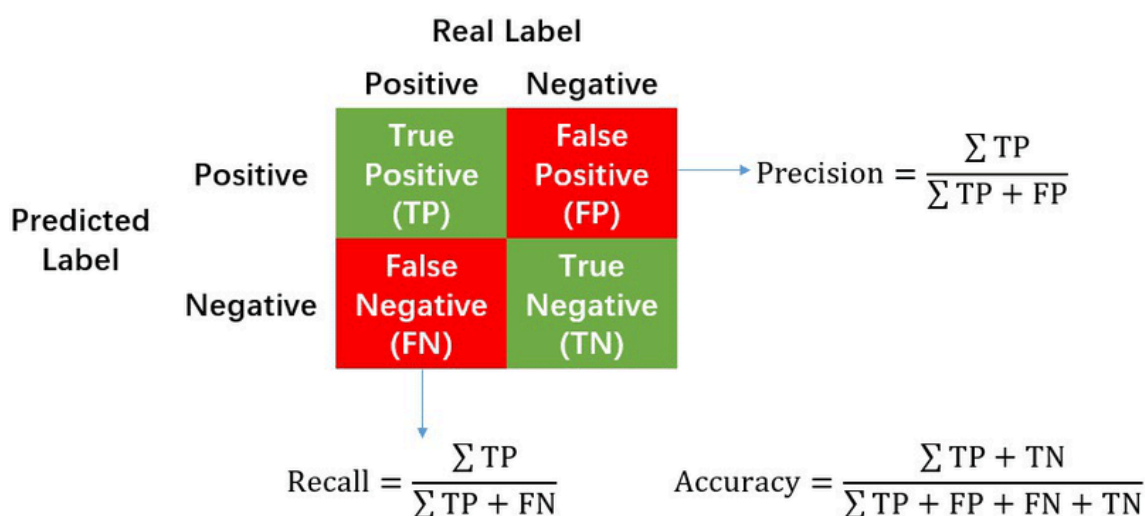 Real Label
Positive Negative
True
Positive
(TP)
False
Positive
(FP)
Positive
Precision = ∑ TP / ∑ TP + FP
Predicted
Label
False
Negative
(FN)
True
Negative
(TN)
Negative
Recall = ∑ TP / ∑ TP + FN
Accuracy = ∑ TP + TN / ∑ TP + FP + FN + TN